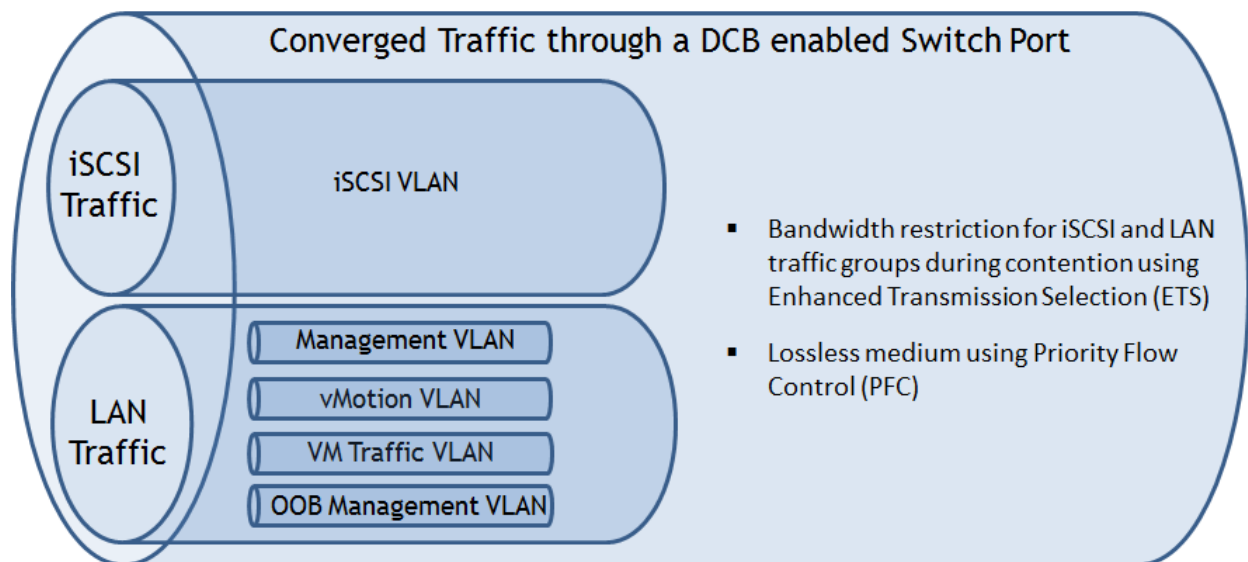 Converged Traffic through a DCB enabled Switch Port
iSCSI
Traffic
iSCSI VLAN
▪ Bandwidth restriction for iSCSI and LAN
traffic groups during contention using
Enhanced Transmission Selection (ETS)
▪ Lossless medium using Priority Flow
Control (PFC)
LAN
Traffic
Management VLAN
vMotion VLAN
VM Traffic VLAN
OOB Management VLAN